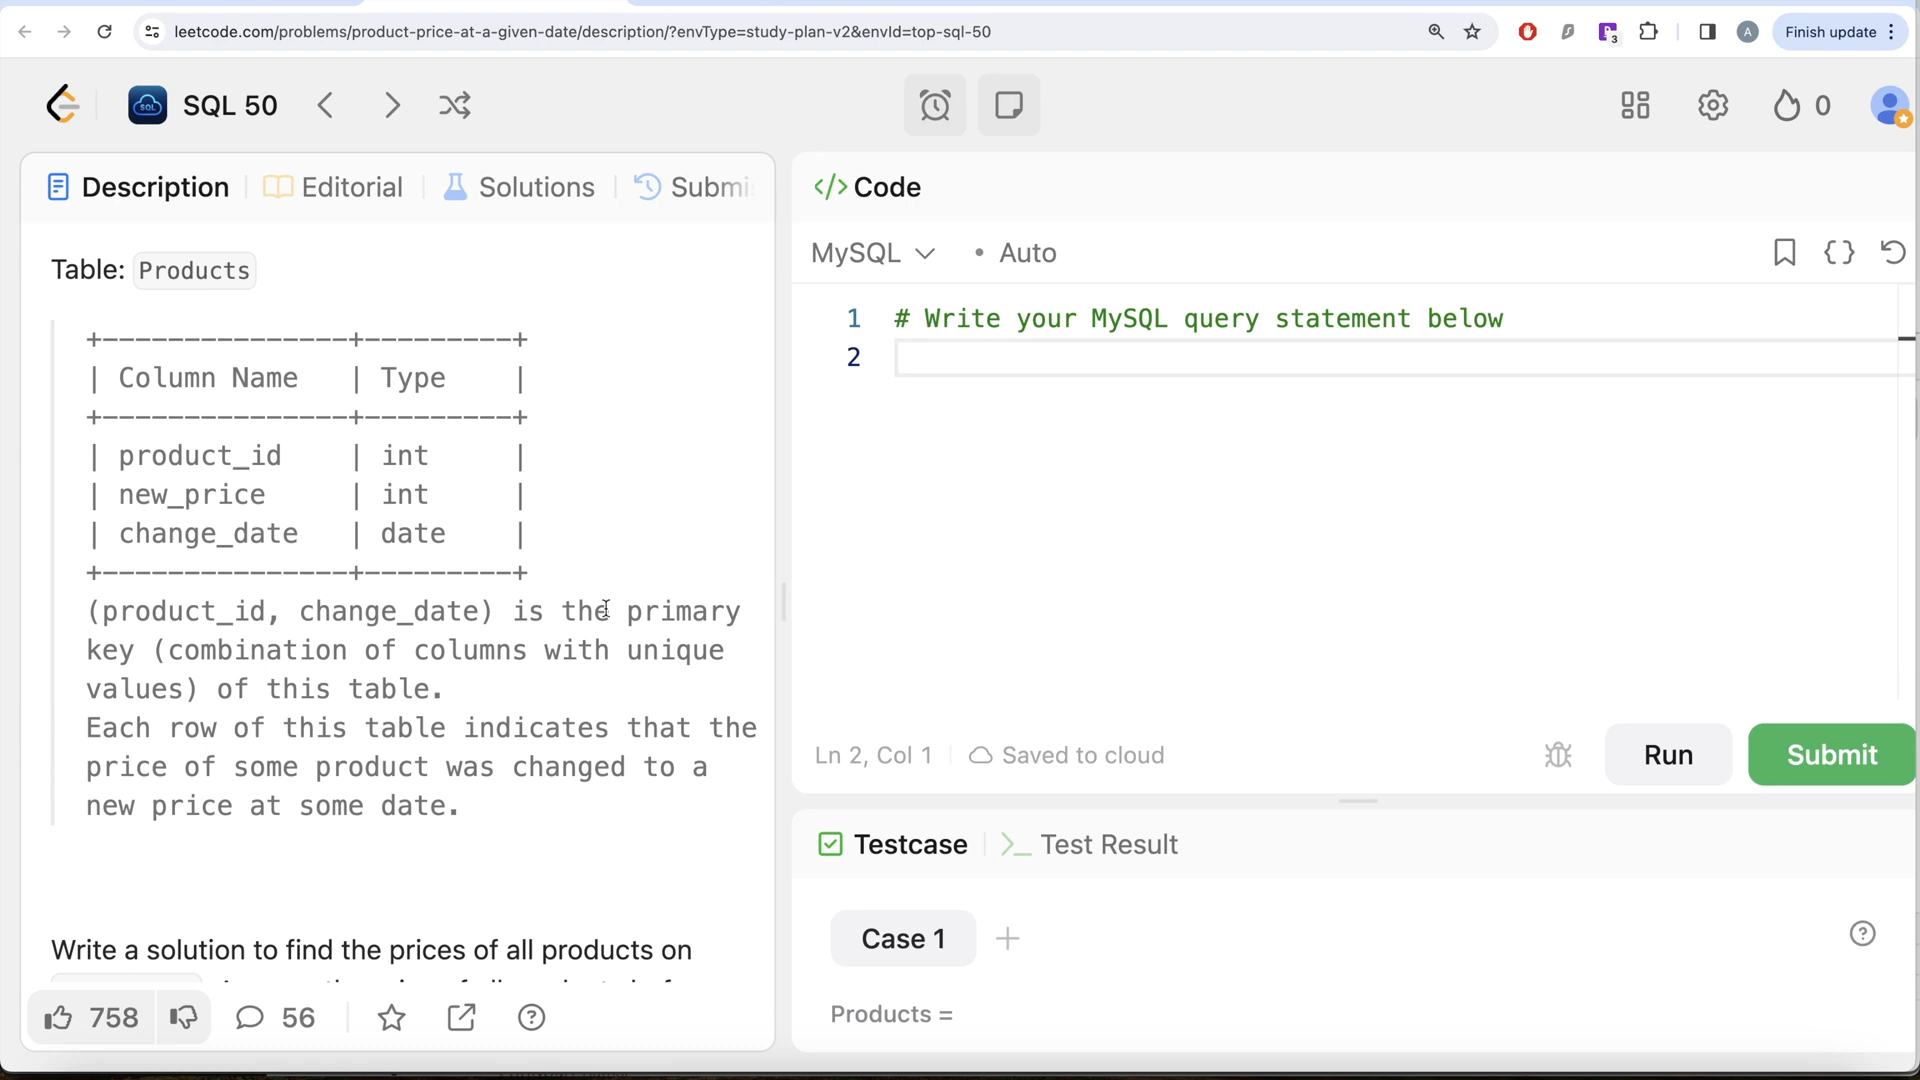 leetcode.com/problems/product-price-at-a-given-date/description/?envType=study-plan-v2&envId=top-sql-50
3
A
Finish update
SQL
SQL 50
0
Description
Editorial
Solutions
Submi
</> Code
Table: Products
MySQL
• Auto
+---------------+---------+
| Column Name | Type |
+---------------+---------+
| product_id | int |
| new_price | int |
| change_date | date |
+---------------+---------+
(product_id, change_date) is the primary
key (combination of columns with unique
values) of this table.
Each row of this table indicates that the
price of some product was changed to a
new price at some date.
Write a solution to find the prices of all products on
758
56
1 # Write your MySQL query statement below
2
Ln 2, Col 1
Saved to cloud
Run
Submit
Testcase
>_ Test Result
Case 1
Products =